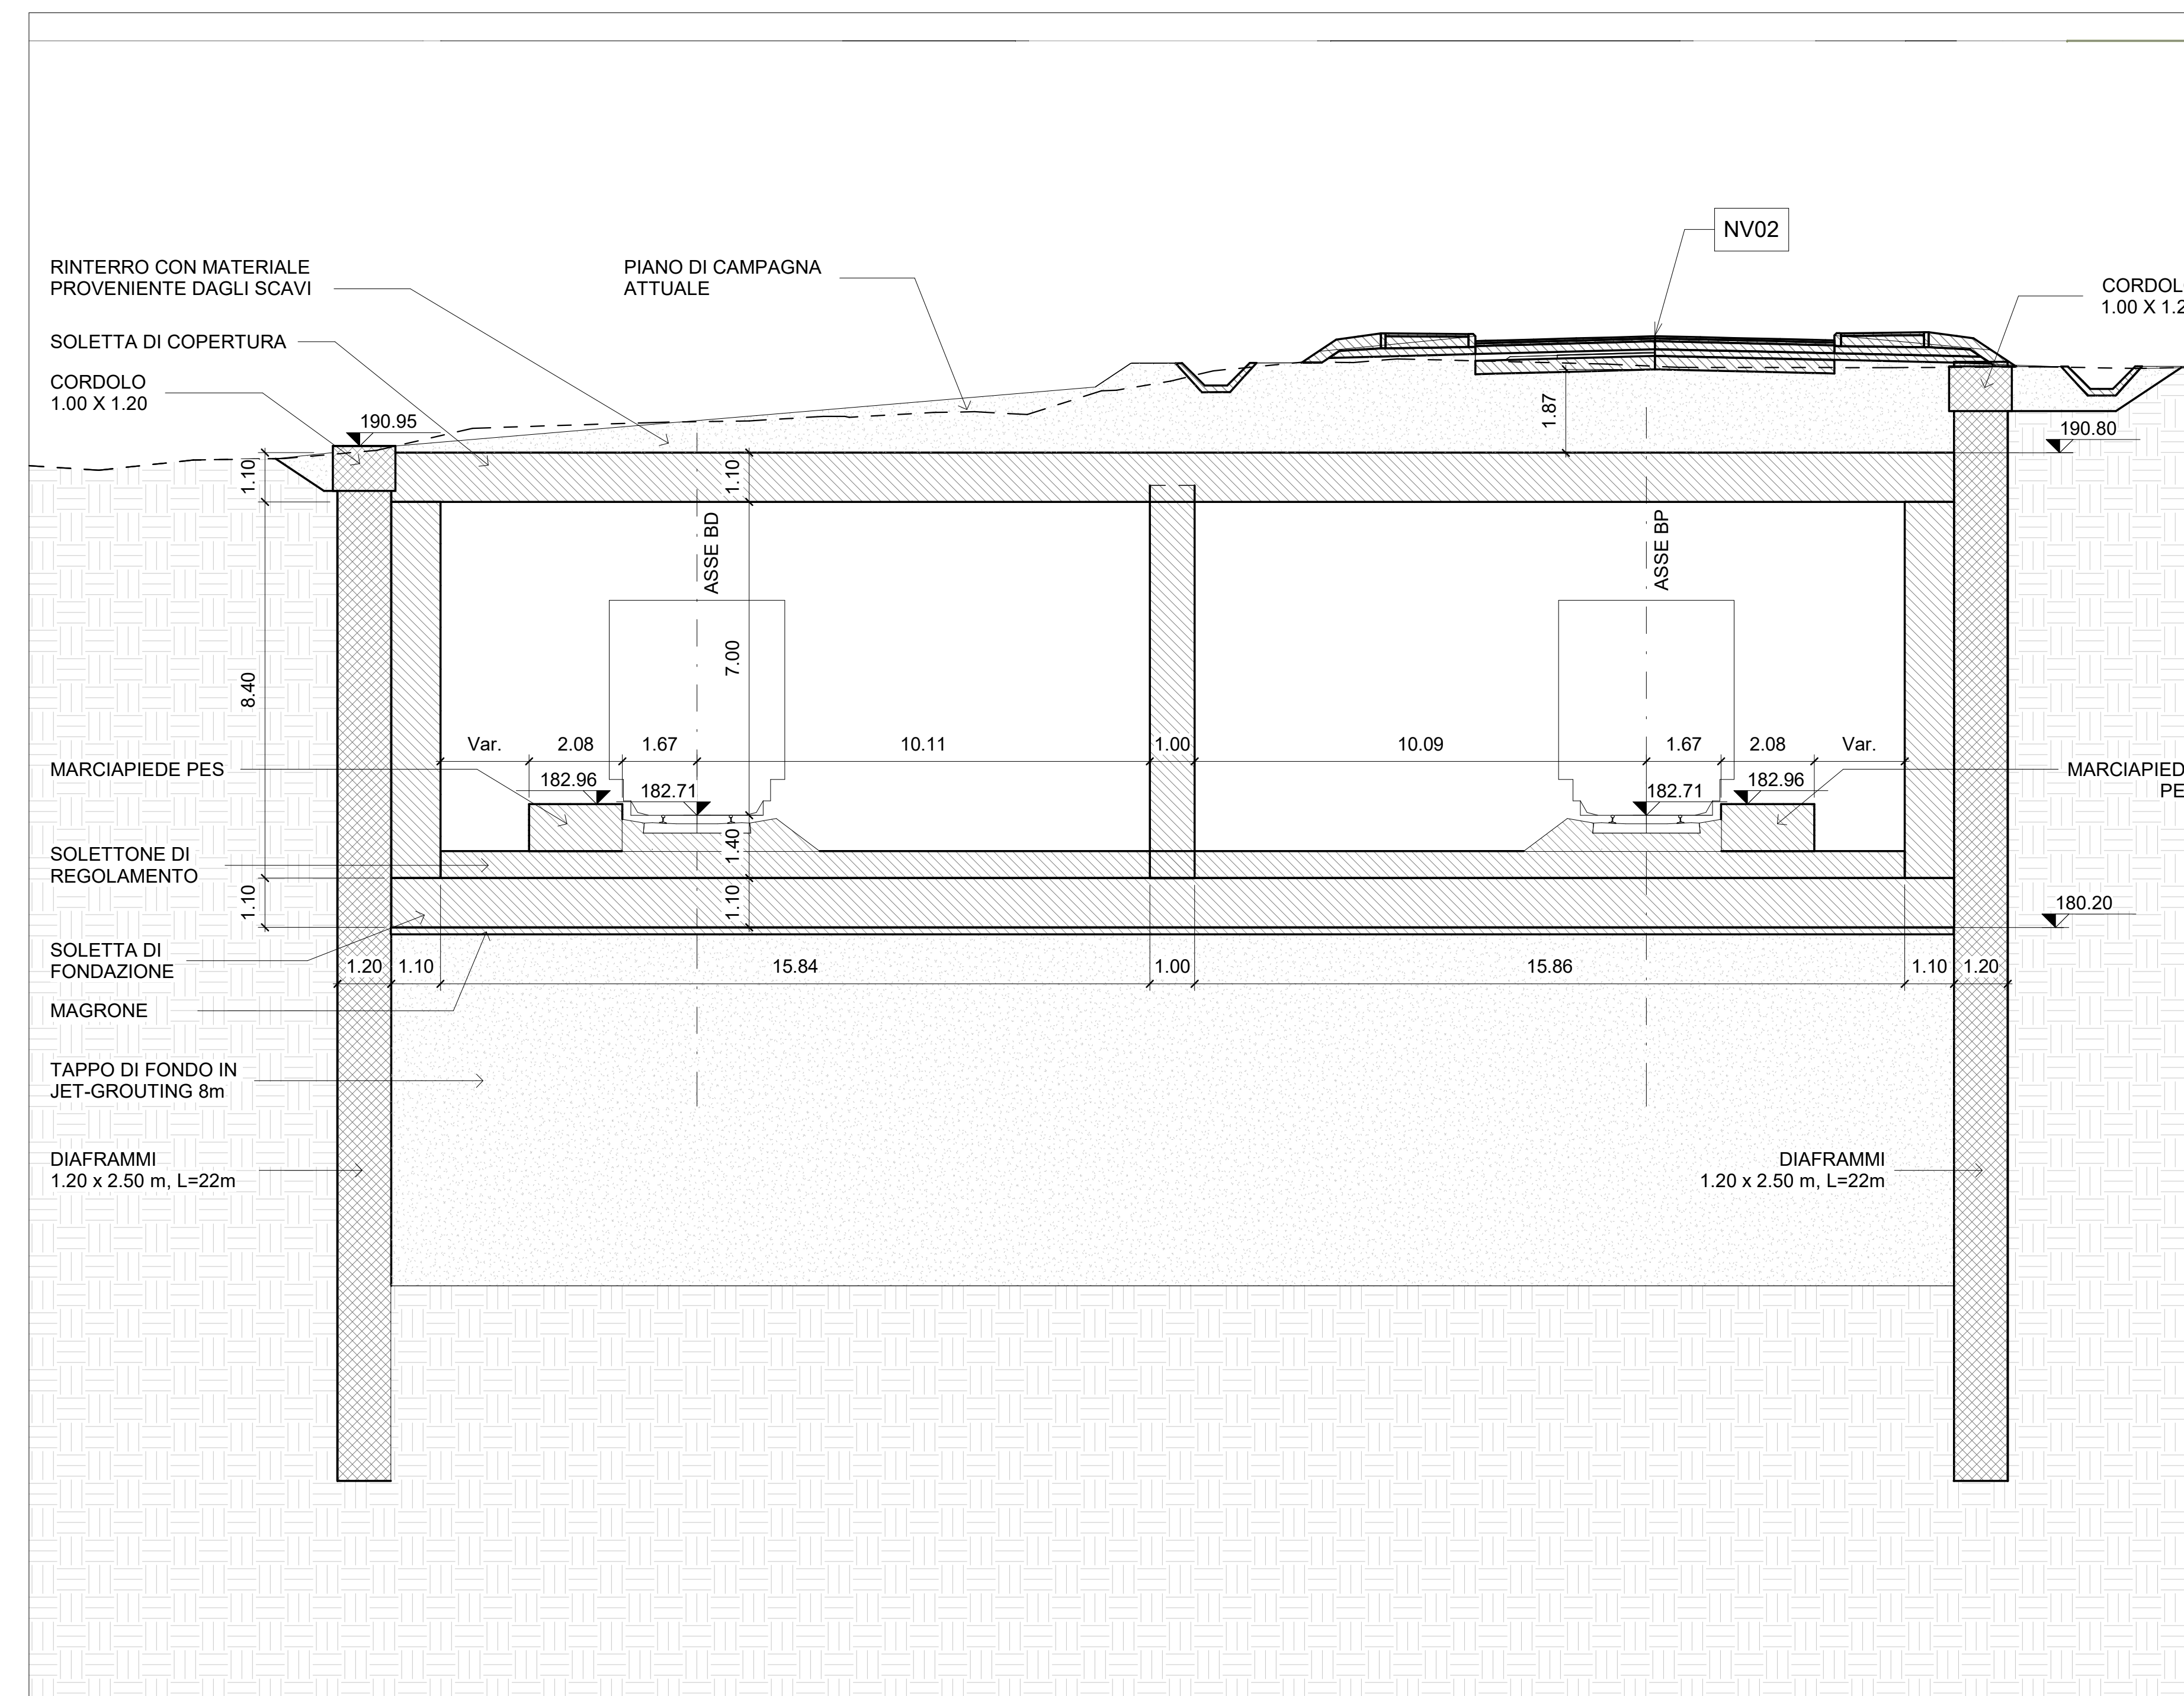 NV02
RINTERRO CON MATERIALE
PROVENIENTE DAGLI SCAVI
PIANO DI CAMPAGNA
ATTUALE
CORDOL
1.00 X 1.2
SOLETTA DI COPERTURA
CORDOLO
1.00 X 1.20
190.95
1.87
190.80
1.10
1.10
ASSE BD
ASSE BP
7.00
8.40
Var.
2.08
1.67
10.11
1.00
10.09
1.67
2.08
Var.
MARCIAPIEDE PES
182.96
182.71
182.71
182.96
MARCIAPIED
PE
1.40
SOLETTONE DI
REGOLAMENTO
1.10
1.10
180.20
SOLETTA DI
FONDAZIONE
1.20
1.10
15.84
1.00
15.86
1.10
1.20
MAGRONE
TAPPO DI FONDO IN
JET-GROUTING 8m
DIAFRAMMI
1.20 x 2.50 m, L=22m
DIAFRAMMI
1.20 x 2.50 m, L=22m